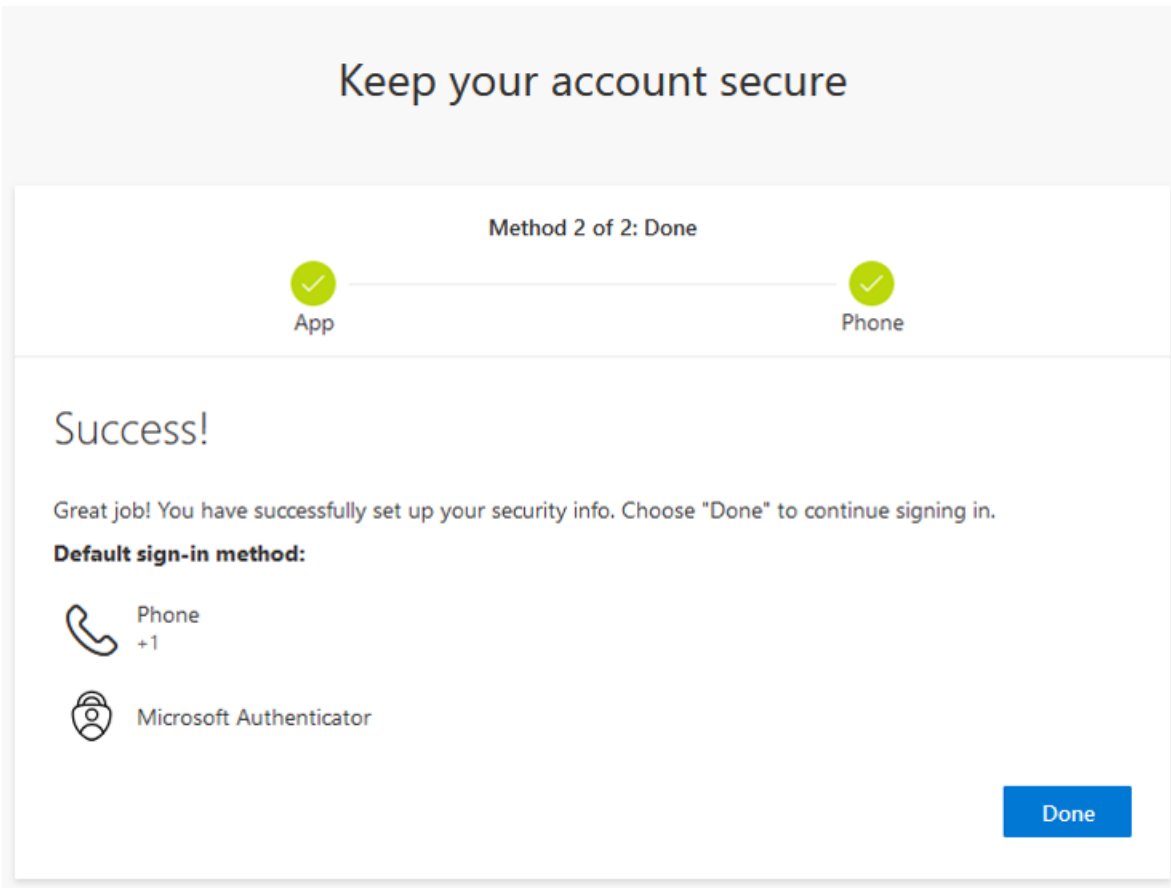 Keep your account secure
Method 2 of 2: Done
App
Phone
Success!
Great job! You have successfully set up your security info. Choose "Done" to continue signing in.
Default sign-in method:
Phone
+1
Microsoft Authenticator
Done